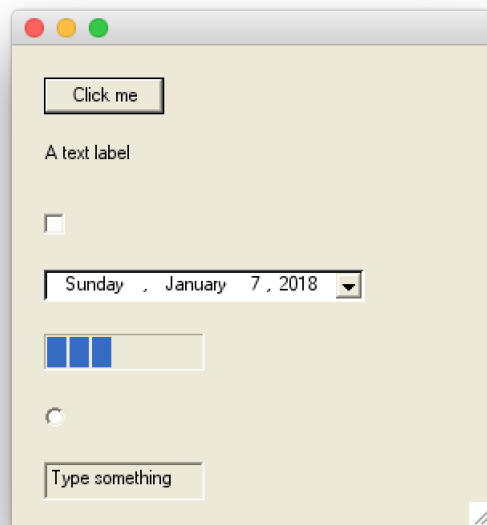 Click me
A text label
Sunday , January 7 , 2018
Type something